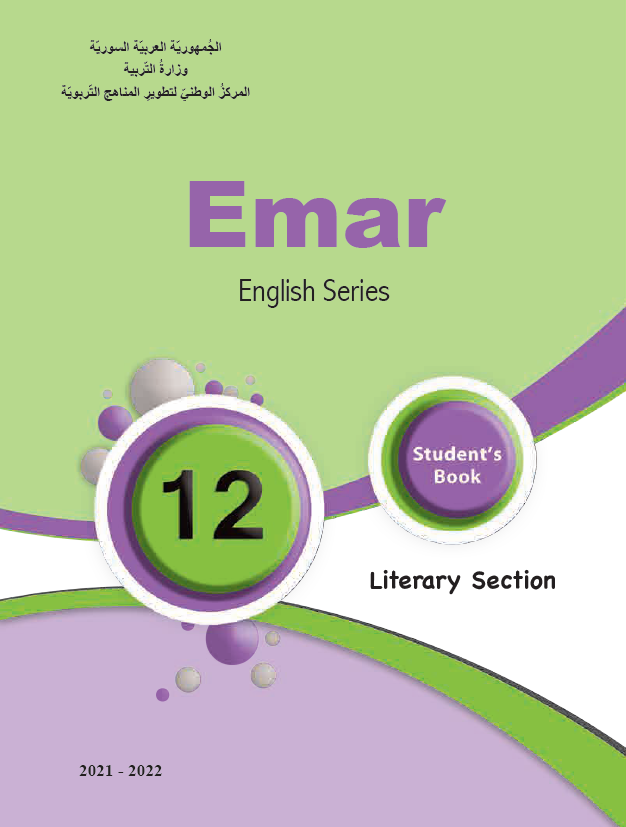 الجُمهوريّة العربيّة السوريّة
وزارةُ التّربية
المركزُ الوطنيّ لتطويرِ المناهج التّربويّة
Emar
English Series
12
Student's
Book
Literary Section
2021 - 2022